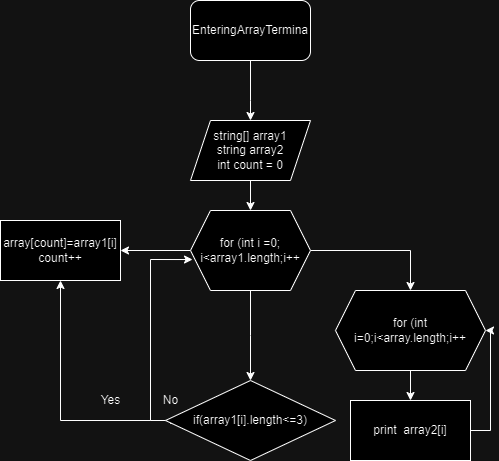 EnteringArrayTermina
string[] array1
string array2
int count = 0
for (int i =0;
i<array1.length;i++
array[count]=array1[i]
count++
for (int
i=0;i<array.length;i++
Yes
No
if(array1[i].length<=3)
print array2[i]